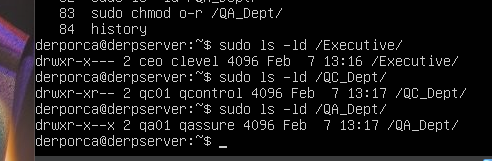 83  sudo chmod o-r /QA_Dept/
84  history
derporca@derpserver:~$ sudo ls -ld /Executive/
drwxr-x--- 2 ceo clevel 4096 Feb  7 13:16 /Executive/
derporca@derpserver:~$ sudo ls -ld /QC_Dept/
drwxr-xr-- 2 qc01 qcontrol 4096 Feb  7 13:17 /QC_Dept/
derporca@derpserver:~$ sudo ls -ld /QA_Dept/
drwxr-x--x 2 qa01 qassure 4096 Feb  7 13:17 /QA_Dept/
derporca@derpserver:~$ _